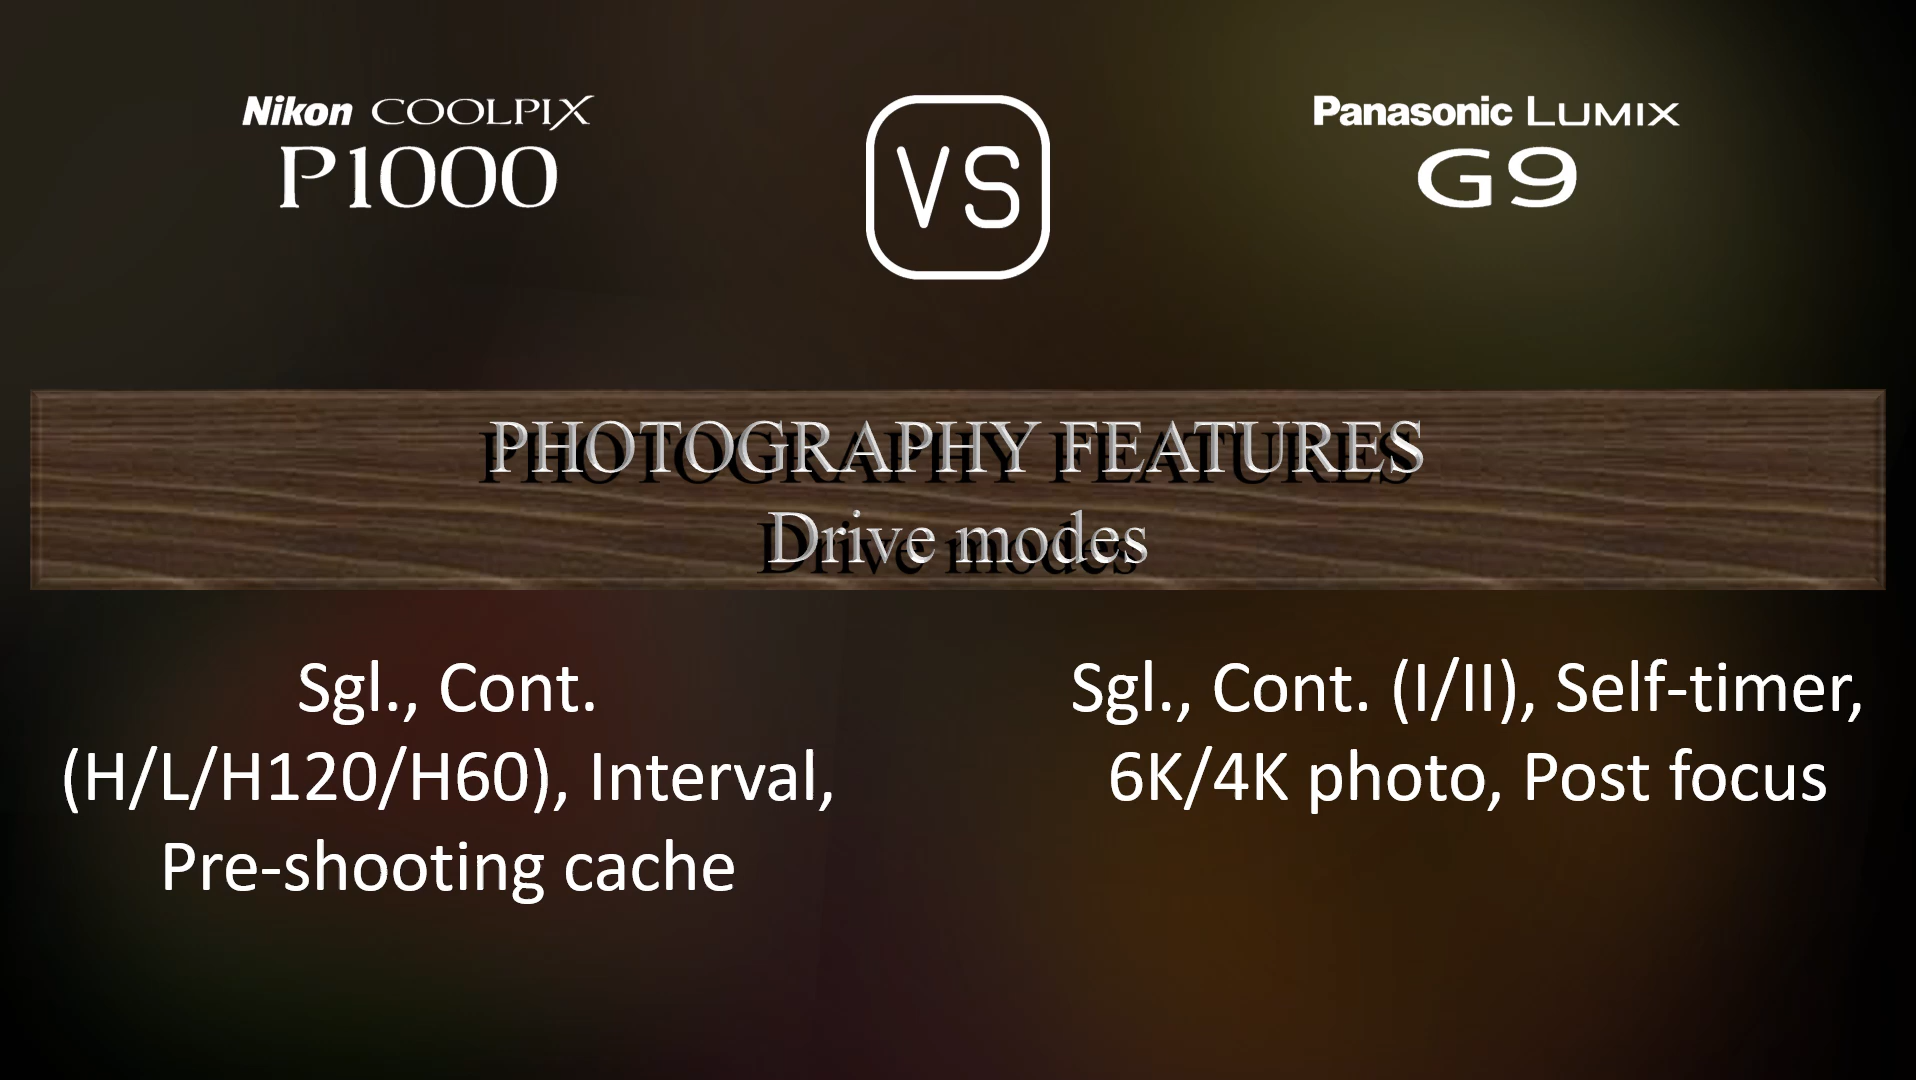 Nikon COOLPIX
P1000
VS
Panasonic LUMIX
G9
PHOTOGRAPHY FEATURES
Drive modes
Sgl., Cont.
(H/L/H120/H60), Interval,
Pre-shooting cache
Sgl., Cont. (I/II), Self-timer,
6K/4K photo, Post focus